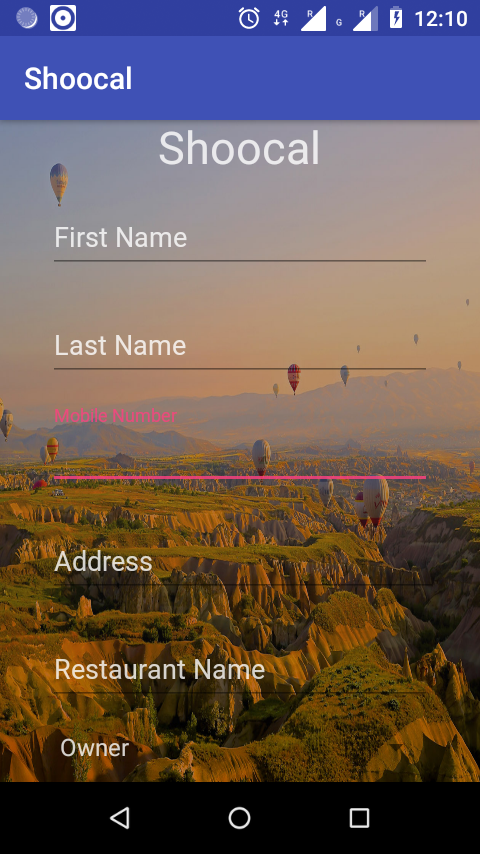 4G R G R 12:10
Shoocal
Shoocal
First Name
Last Name
Mobile Number
Address
Restaurant Name
Owner